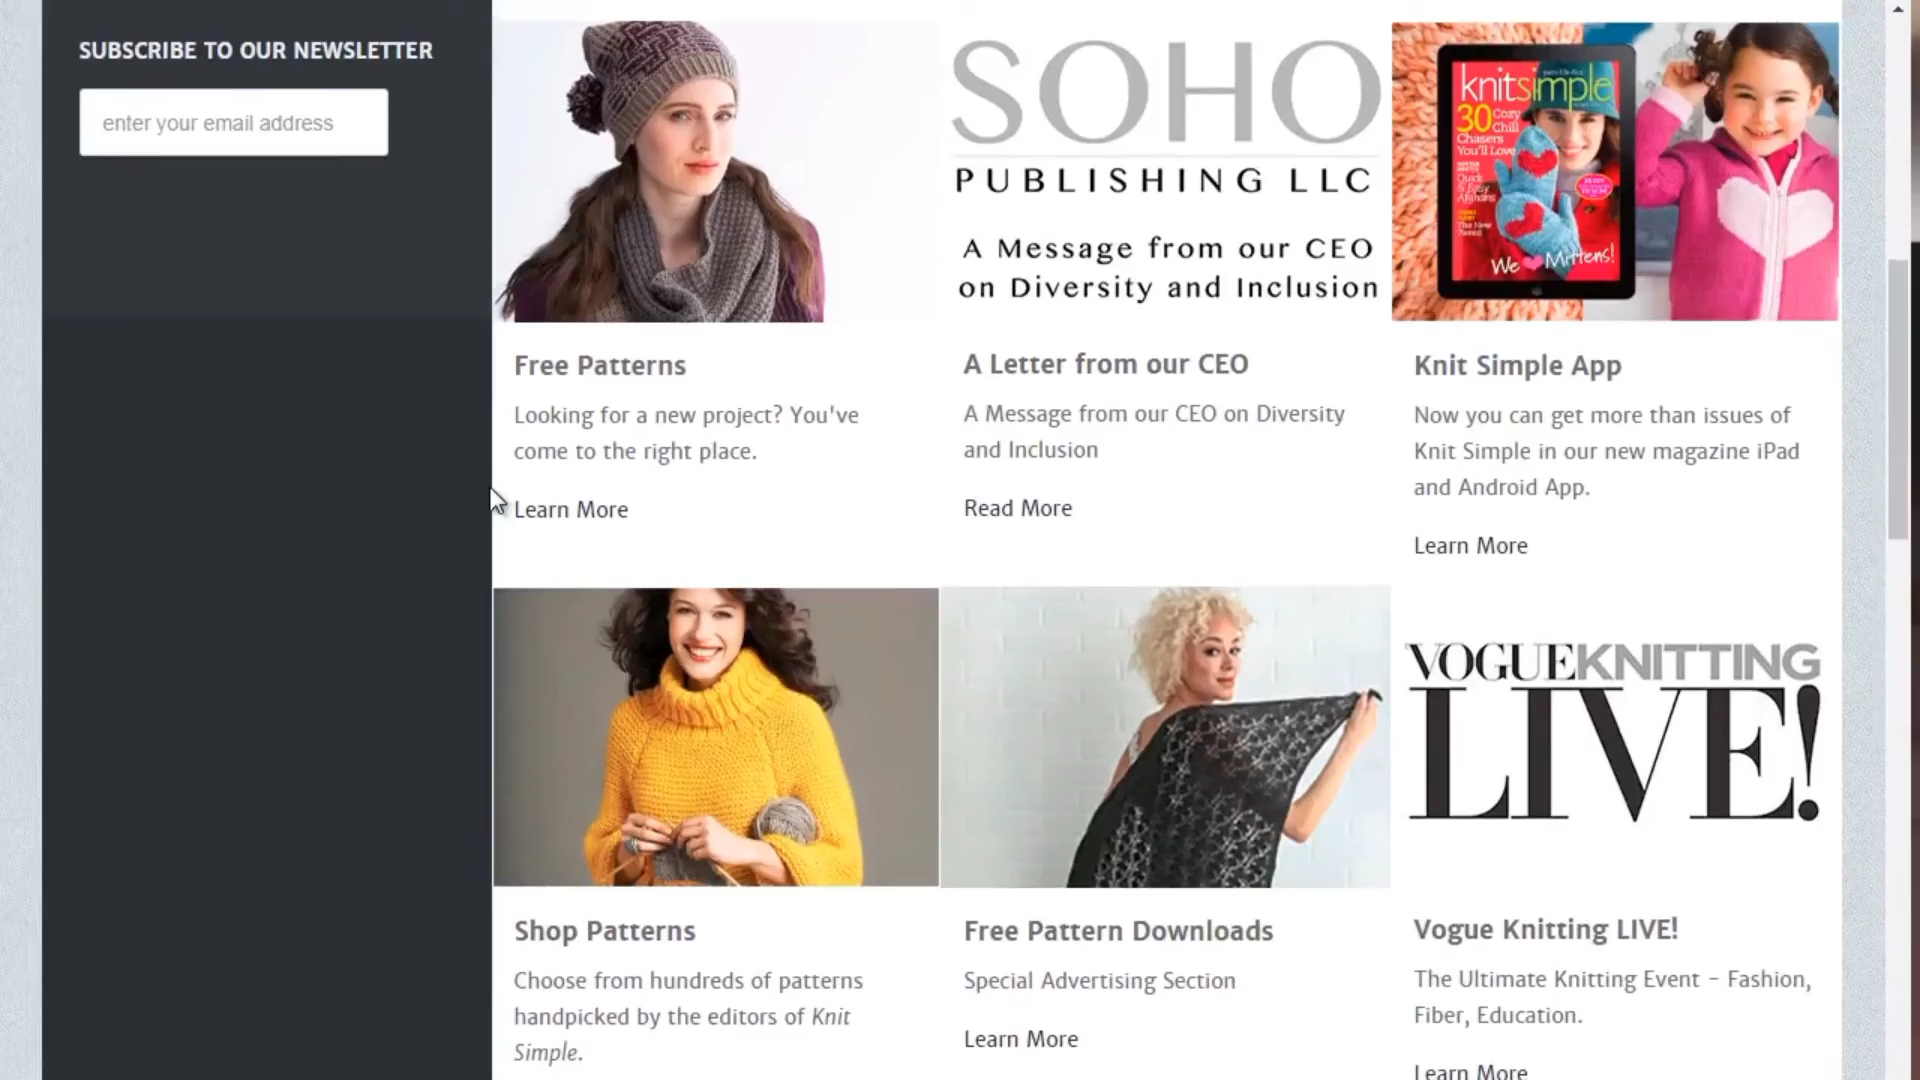 SUBSCRIBE TO OUR NEWSLETTER
enter your email address
SOHO
PUBLISHING LLC
A Message from our CEO
on Diversity and Inclusion
knitsimple
30 Cozy
Chill
Chasers
You'll Love
Quick
& Easy
Afghans
The New
Tweed
We Mittens!
Free Patterns
Looking for a new project? You've
come to the right place.
Learn More
A Letter from our CEO
A Message from our CEO on Diversity
and Inclusion
Read More
Knit Simple App
Now you can get more than issues of
Knit Simple in our new magazine iPad
and Android App.
Learn More
VOGUEKNITTING
LIVE!
Shop Patterns
Choose from hundreds of patterns
handpicked by the editors of Knit
Simple.
Free Pattern Downloads
Special Advertising Section
Learn More
Vogue Knitting LIVE!
The Ultimate Knitting Event – Fashion,
Fiber, Education.
Learn More